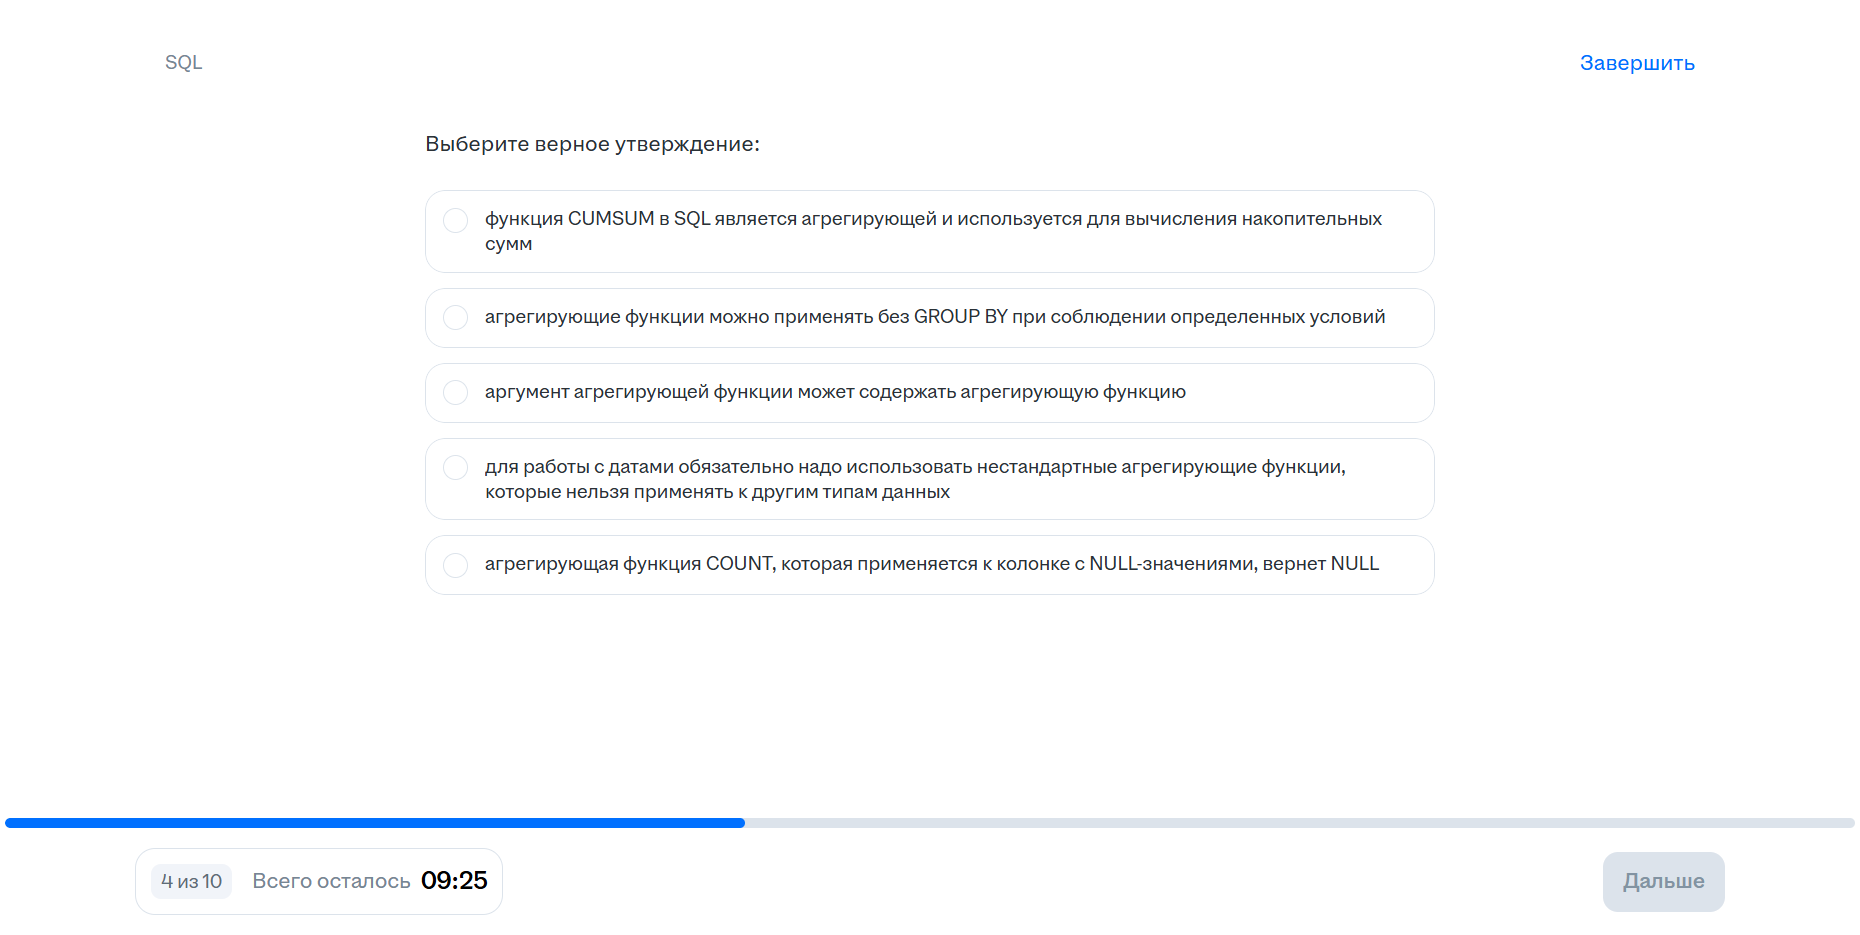 SQL
Завершить
Выберите верное утверждение:
функция CUMSUM в SQL является агрегирующей и используется для вычисления накопительных
сумм
агрегирующие функции можно применять без GROUP BY при соблюдении определенных условий
аргумент агрегирующей функции может содержать агрегирующую функцию
для работы с датами обязательно надо использовать нестандартные агрегирующие функции,
которые нельзя применять к другим типам данных
агрегирующая функция COUNT, которая применяется к колонке с NULL-значениями, вернет NULL
4 из 10
Всего осталось 09:25
Дальше